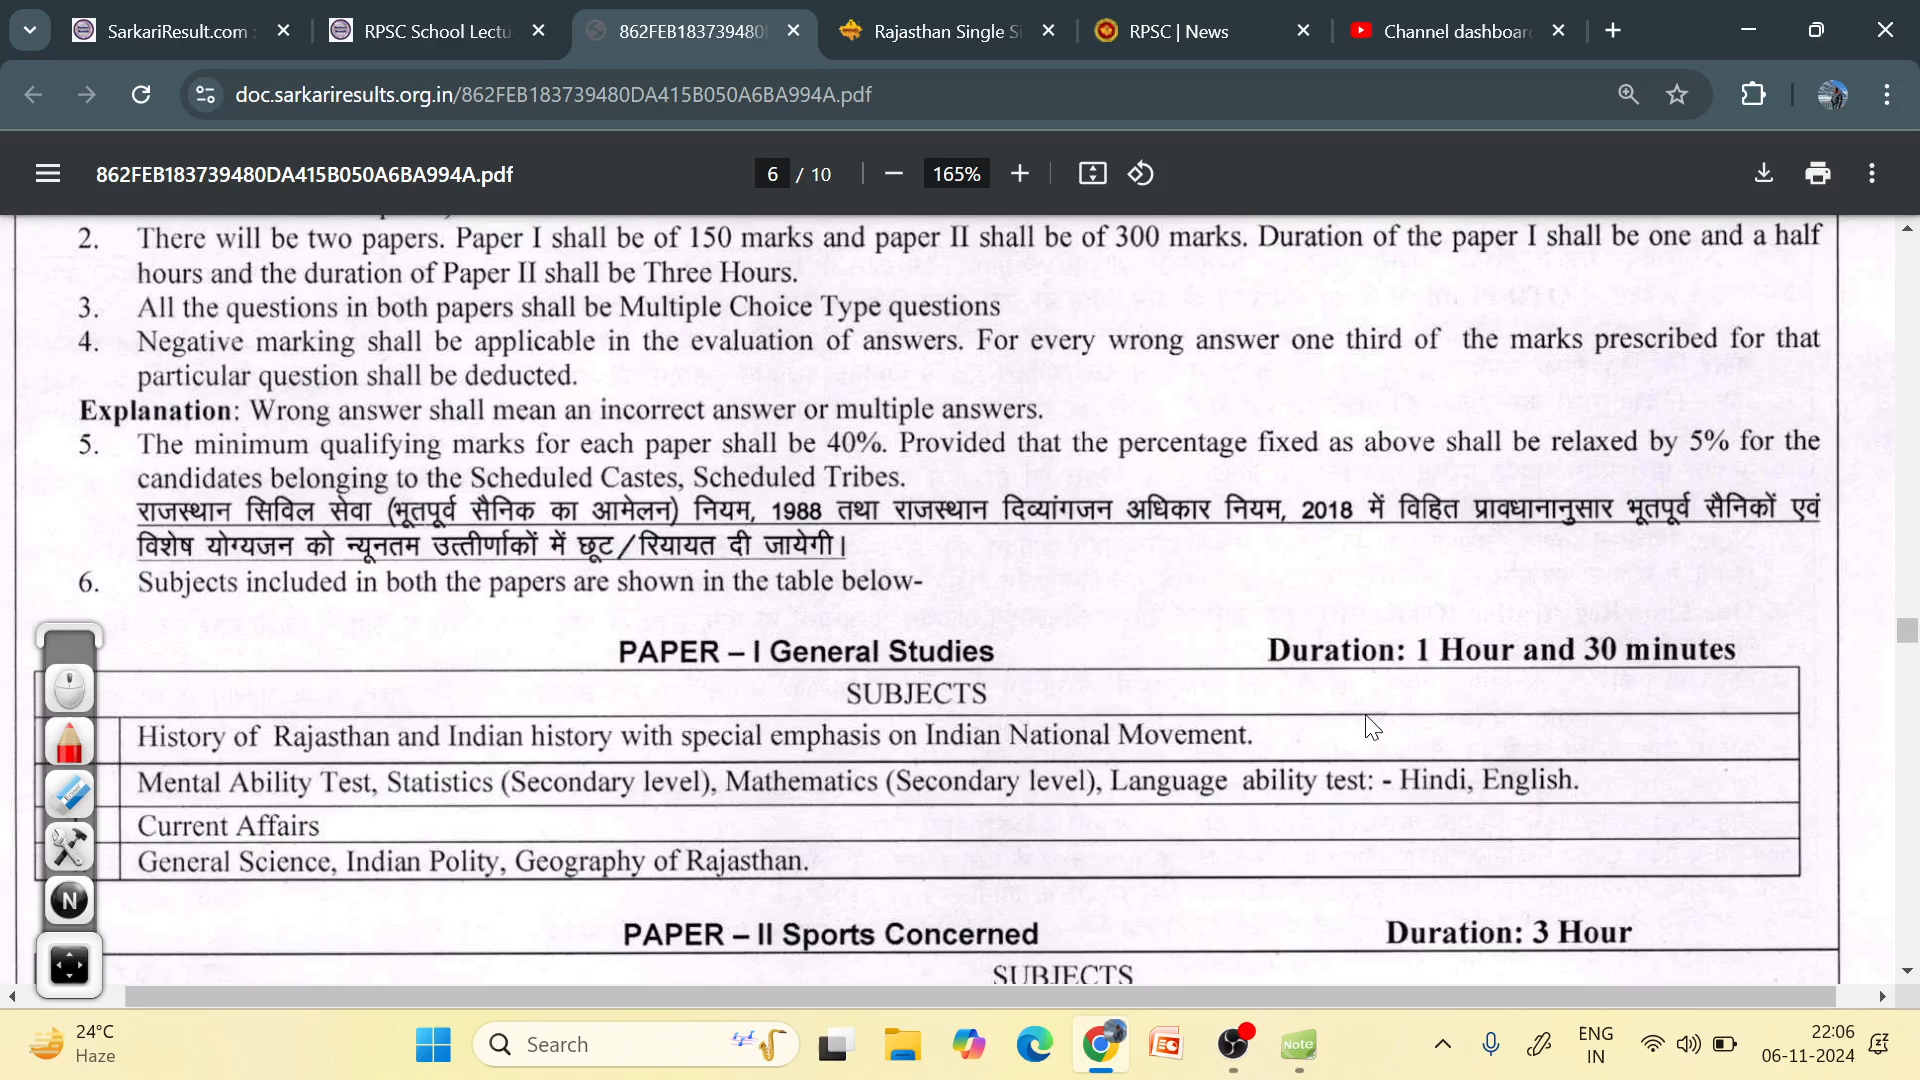 SarkariResult.com :
RPSC School Lectu
862FEB183739480
Rajasthan Single Si
RPSC | News
Channel dashboard
doc.sarkariresults.org.in/862FEB183739480DA415B050A6BA994A.pdf
862FEB183739480DA415B050A6BA994A.pdf
6 / 10
165%
2. There will be two papers. Paper I shall be of 150 marks and paper II shall be of 300 marks. Duration of the paper I shall be one and a half
hours and the duration of Paper II shall be Three Hours.
3. All the questions in both papers shall be Multiple Choice Type questions
4. Negative marking shall be applicable in the evaluation of answers. For every wrong answer one third of the marks prescribed for that
particular question shall be deducted.
Explanation: Wrong answer shall mean an incorrect answer or multiple answers.
5. The minimum qualifying marks for each paper shall be 40%. Provided that the percentage fixed as above shall be relaxed by 5% for the
candidates belonging to the Scheduled Castes, Scheduled Tribes.
राजस्थान सिविल सेवा (भूतपूर्व सैनिक का आमेलन) नियम, 1988 तथा राजस्थान दिव्यांगजन अधिकार नियम, 2018 में विहित प्रावधानानुसार भूतपूर्व सैनिकों एवं
विशेष योग्यजन को न्यूनतम उत्तीर्णाकों में छूट/रियायत दी जायेगी।
6. Subjects included in both the papers are shown in the table below-
PAPER – I General Studies Duration: 1 Hour and 30 minutes
SUBJECTS
History of Rajasthan and Indian history with special emphasis on Indian National Movement.
Mental Ability Test, Statistics (Secondary level), Mathematics (Secondary level), Language ability test: - Hindi, English.
Current Affairs
General Science, Indian Polity, Geography of Rajasthan.
N
PAPER – II Sports Concerned Duration: 3 Hour
SUBJECTS
24°C
Haze
Search
Note
ENG
IN
22:06
06-11-2024